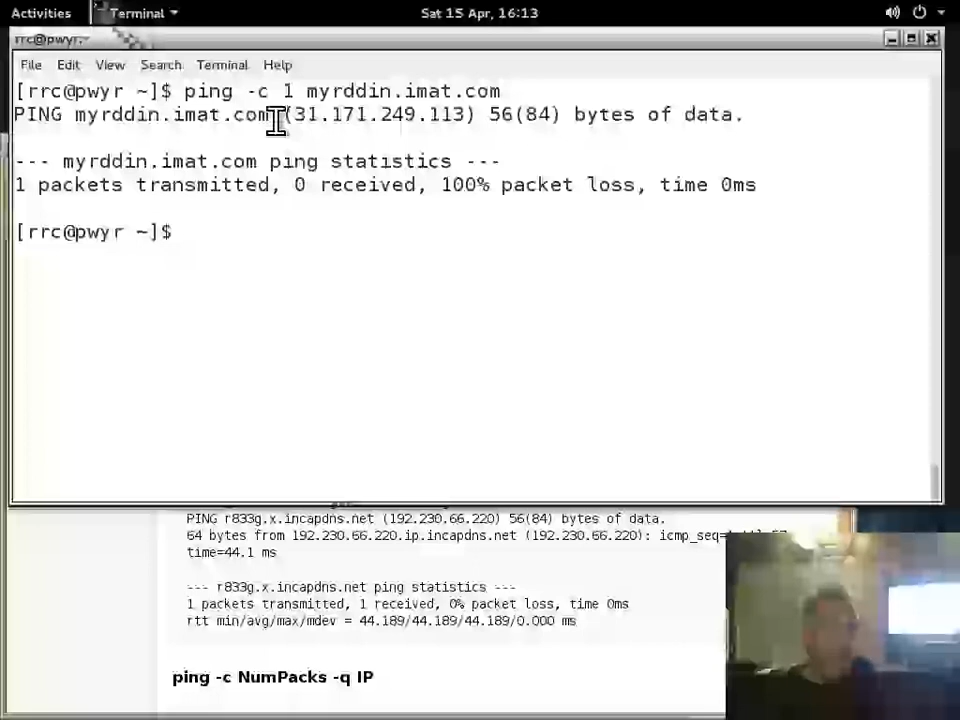 Activities Terminal Sat 15 Apr, 16:13
rrc@pwyr:~
File Edit View Search Terminal Help
[rrc@pwyr ~]$ ping -c 1 myrddin.imat.com
PING myrddin.imat.com (31.171.249.113) 56(84) bytes of data.
--- myrddin.imat.com ping statistics ---
1 packets transmitted, 0 received, 100% packet loss, time 0ms
[rrc@pwyr ~]$
PING r833g.x.incapdns.net (192.230.66.220) 56(84) bytes of data.
64 bytes from 192.230.66.220.ip.incapdns.net (192.230.66.220): icmp_seq=
time=44.1 ms
--- r833g.x.incapdns.net ping statistics ---
1 packets transmitted, 1 received, 0% packet loss, time 0ms
rtt min/avg/max/mdev = 44.189/44.189/44.189/0.000 ms
ping -c NumPacks -q IP